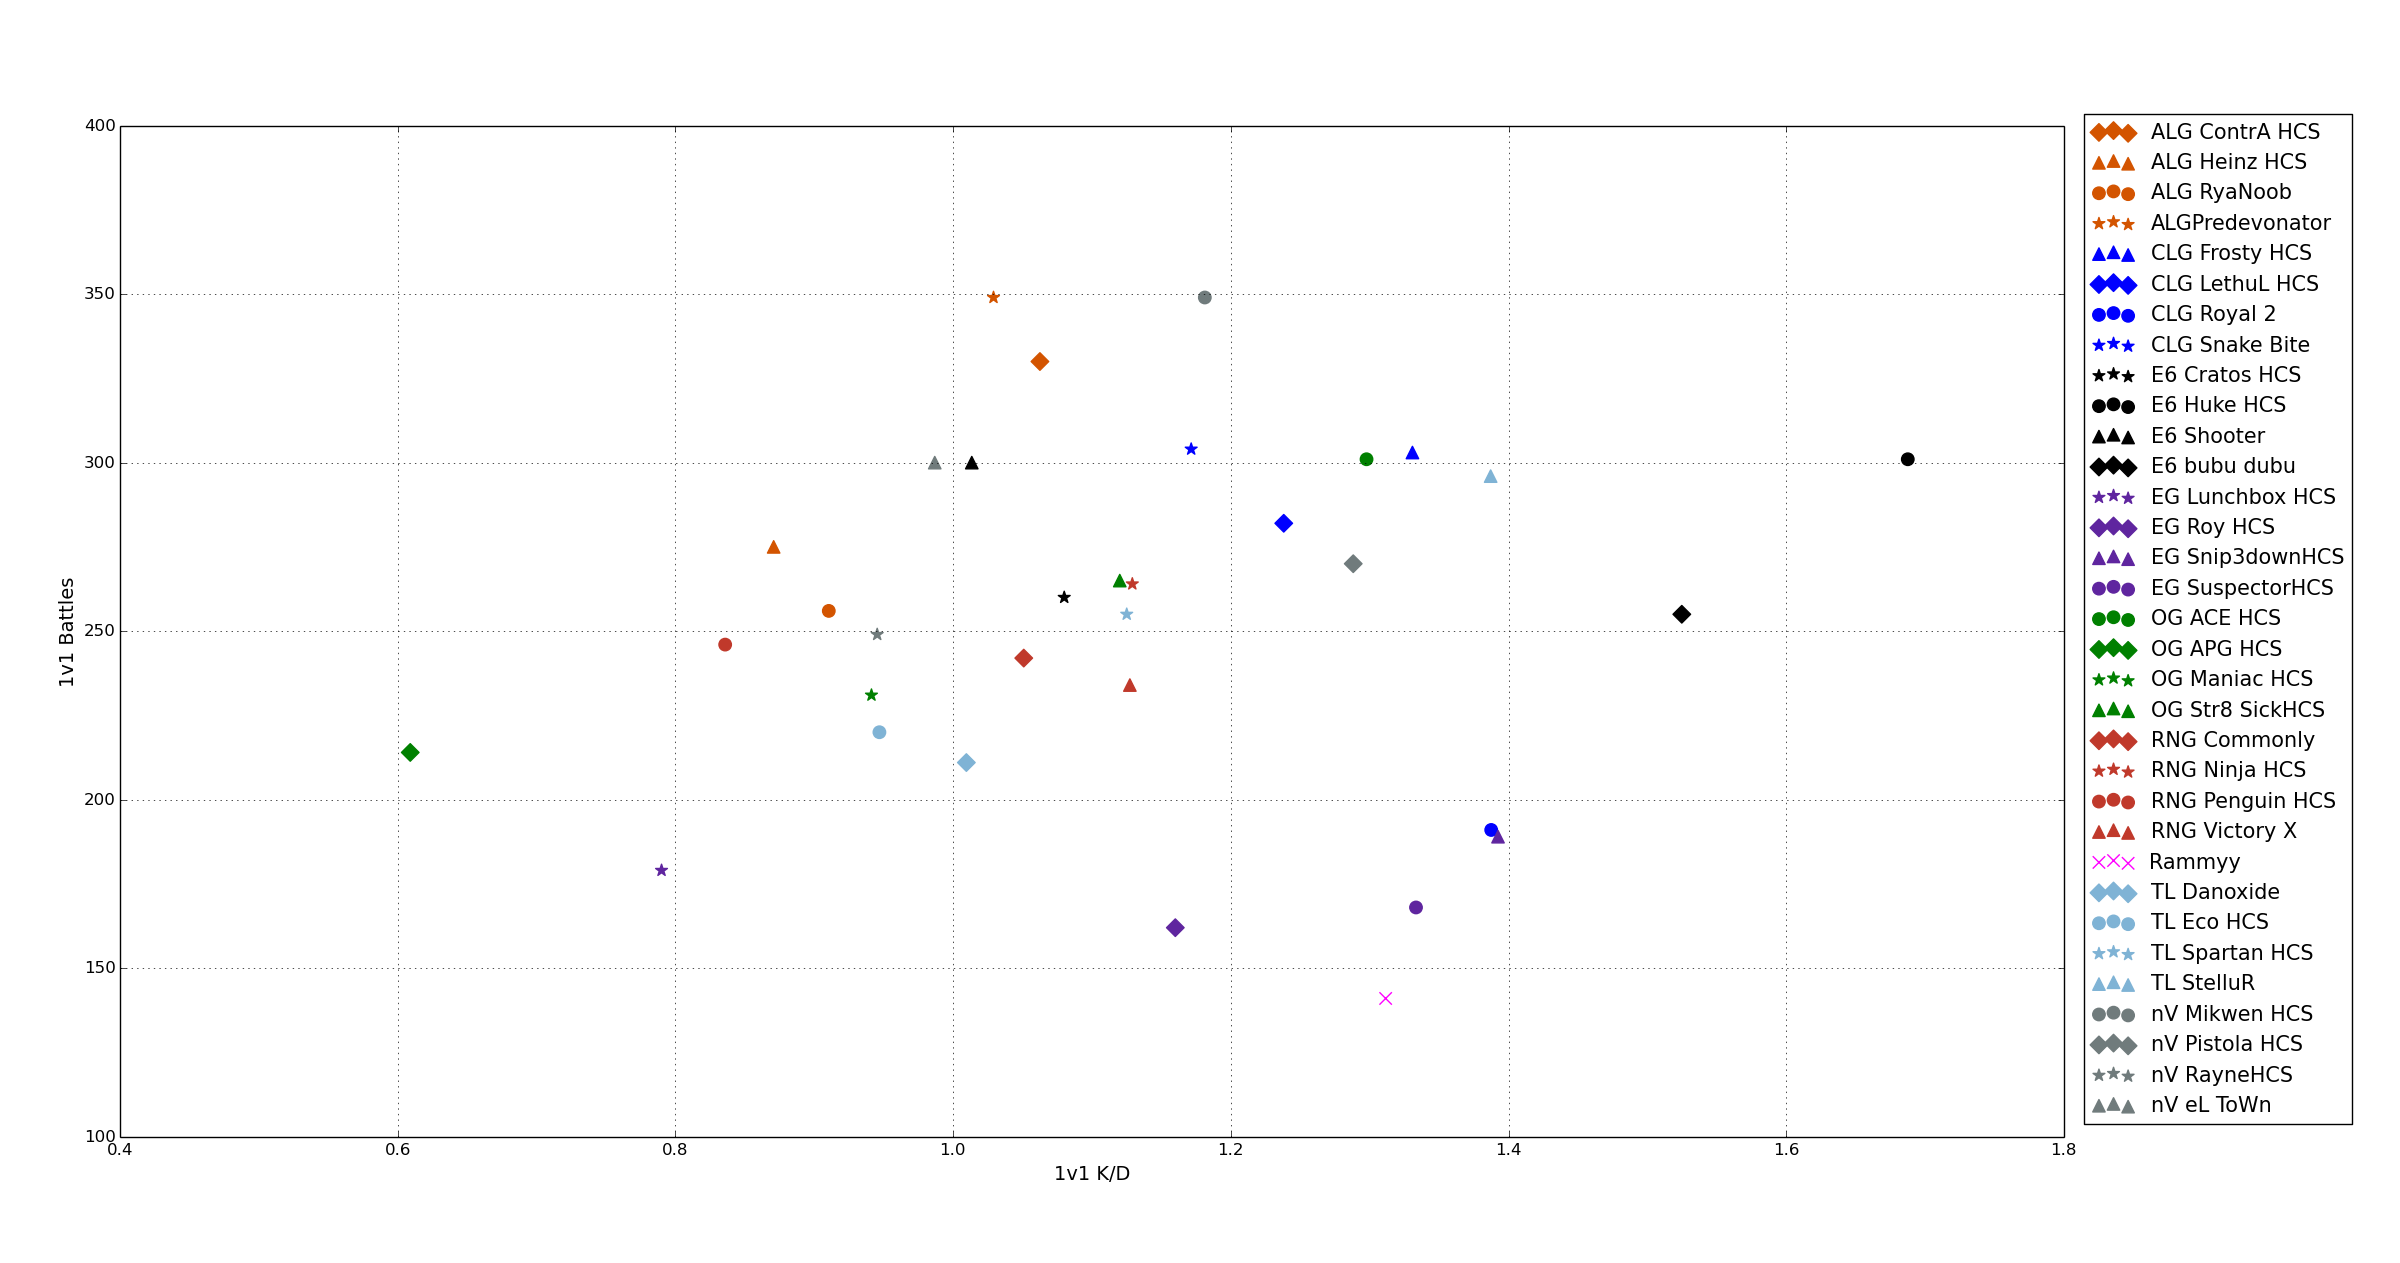 400
350
300
250
200
150
100
1v1 Battles
0.4
0.6
0.8
1.0
1.2
1.4
1.6
1.8
1v1 K/D
ALG ContrA HCS
ALG Heinz HCS
ALG RyaNoob
ALGPredevonator
CLG Frosty HCS
CLG LethuL HCS
CLG Royal 2
CLG Snake Bite
E6 Cratos HCS
E6 Huke HCS
E6 Shooter
E6 bubu dubu
EG Lunchbox HCS
EG Roy HCS
EG Snip3downHCS
EG SuspectorHCS
OG ACE HCS
OG APG HCS
OG Maniac HCS
OG Str8 SickHCS
RNG Commonly
RNG Ninja HCS
RNG Penguin HCS
RNG Victory X
Rammyy
TL Danoxide
TL Eco HCS
TL Spartan HCS
TL StelluR
nV Mikwen HCS
nV Pistola HCS
nV RayneHCS
nV eL ToWn